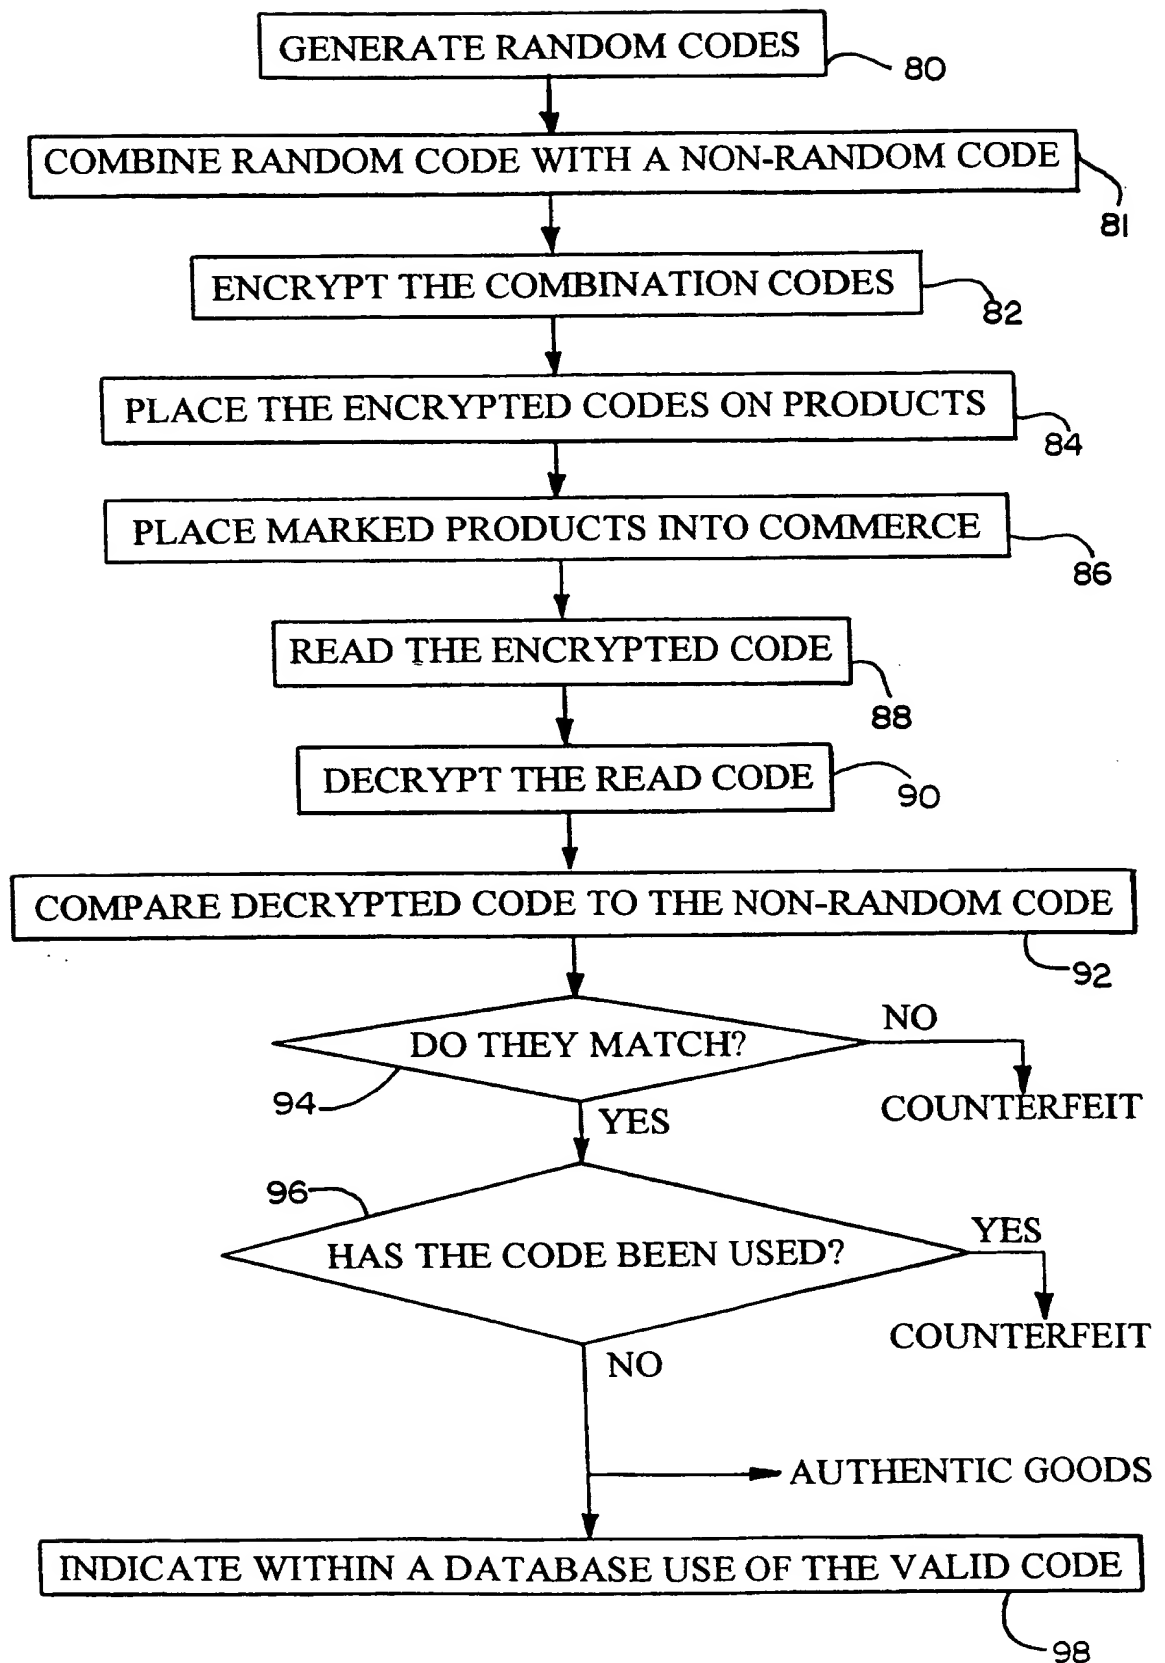 GENERATE RANDOM CODES
80
COMBINE RANDOM CODE WITH A NON-RANDOM CODE
81
ENCRYPT THE COMBINATION CODES
82
PLACE THE ENCRYPTED CODES ON PRODUCTS
84
PLACE MARKED PRODUCTS INTO COMMERCE
86
READ THE ENCRYPTED CODE
88
DECRYPT THE READ CODE
90
COMPARE DECRYPTED CODE TO THE NON-RANDOM CODE
92
DO THEY MATCH?
NO
94
COUNTERFEIT
YES
96
HAS THE CODE BEEN USED?
YES
COUNTERFEIT
NO
AUTHENTIC GOODS
INDICATE WITHIN A DATABASE USE OF THE VALID CODE
98